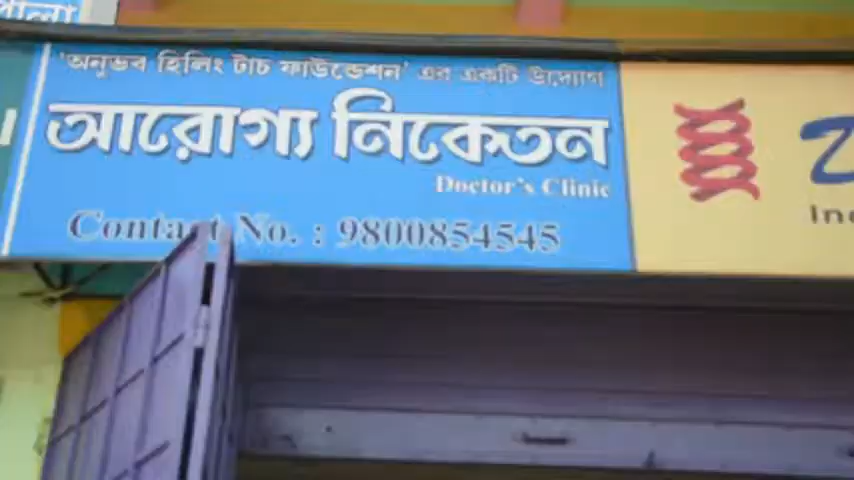 'অনুভব হিলিং টাচ ফাউন্ডেশন' এর একটি উদ্যোগ
আরোগ্য নিকেতন
Doctor's Clinic
Contact No. : 9800854545